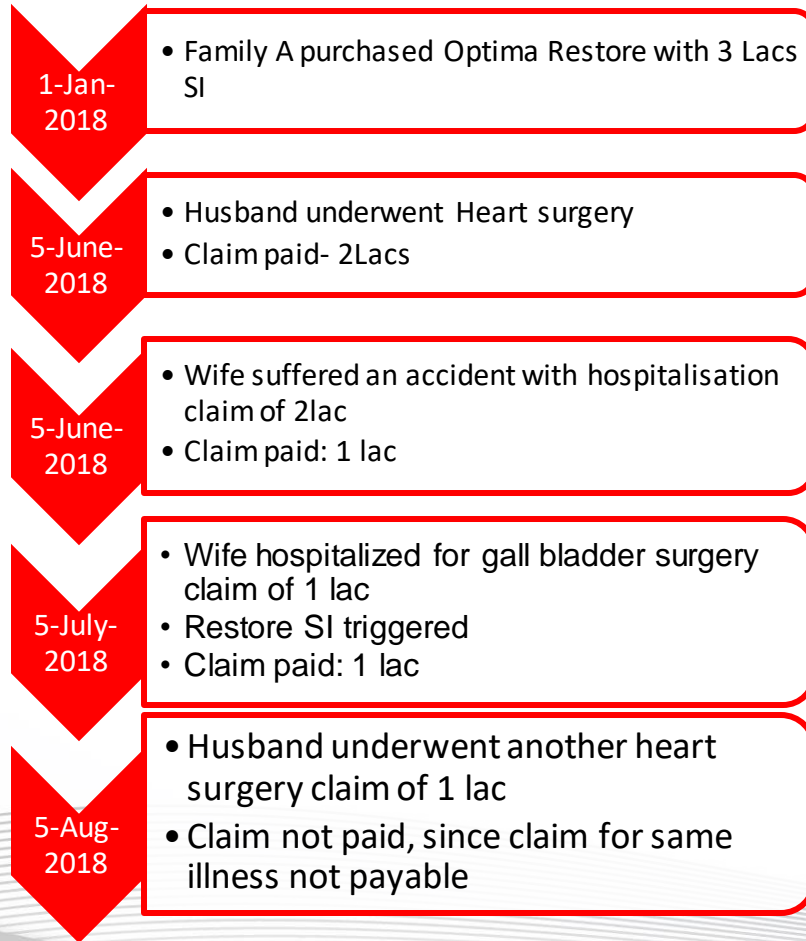 1-Jan-
2018
• Family A purchased Optima Restore with 3 Lacs
SI
5-June-
2018
• Husband underwent Heart surgery
• Claim paid- 2Lacs
5-June-
2018
• Wife suffered an accident with hospitalisation
claim of 2lac
• Claim paid: 1 lac
5-July-
2018
• Wife hospitalized for gall bladder surgery
claim of 1 lac
• Restore SI triggered
• Claim paid: 1 lac
5-Aug-
2018
• Husband underwent another heart
surgery claim of 1 lac
• Claim not paid, since claim for same
illness not payable